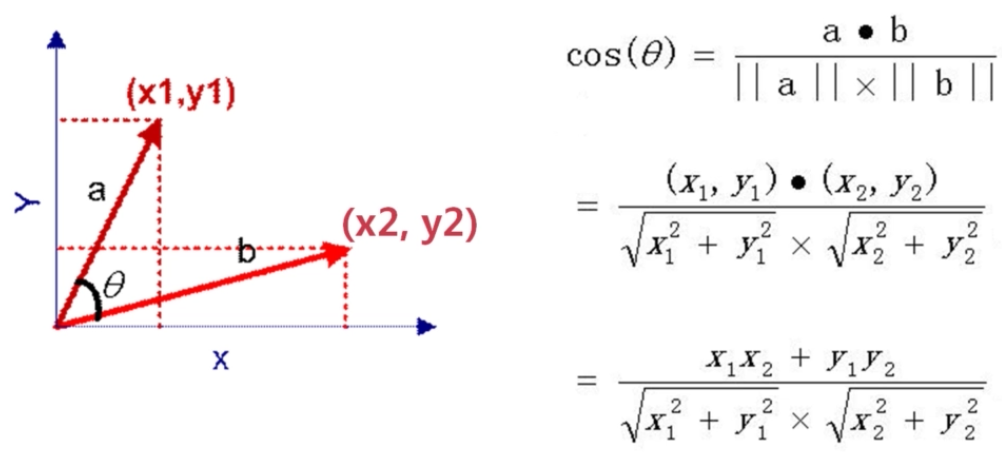 (x1,y1)
Y
a
(x2, y2)
b
θ
X
cos(θ) = a • b / || a || × || b ||
= (x₁, y₁) • (x₂, y₂) / √x₁² + y₁² × √x₂² + y₂²
= x₁x₂ + y₁y₂ / √x₁² + y₁² × √x₂² + y₂²